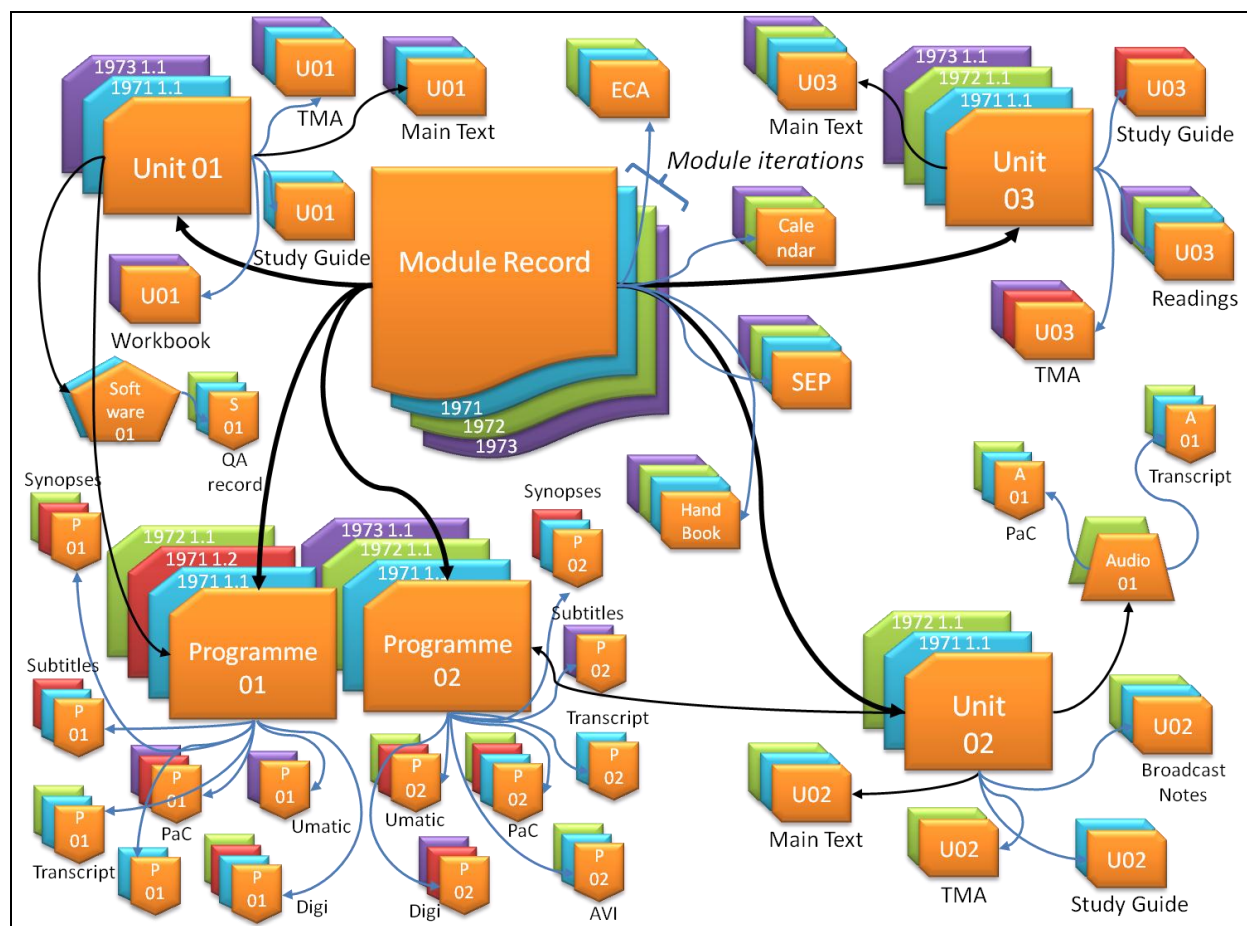 1973 1.1
1971 1.1
Unit 01
U01
TMA
U01
Main Text
U01
Study Guide
U01
Workbook
Soft
ware
01
S
01
QA
record
ECA
Module iterations
Module Record
1971
1972
1973
Cale
ndar
SEP
Hand
Book
U03
Main Text
1973 1.1
1972 1.1
1971 1.1
Unit
03
U03
Study Guide
U03
Readings
U03
TMA
A
01
Transcript
A
01
PaC
Audio
01
Synopses
P
01
1972 1.1
1971 1.2
1971 1.1
Programme
01
Subtitles
P
01
P
01
Transcript
P
01
P
01
PaC
P
01
Digi
P
01
Umatic
1973 1.1
1972 1.1
1971 1.
Programme
02
Synopses
P
02
Subtitles
P
02
Transcript
P
02
P
02
Umatic
P
02
PaC
P
02
Digi
P
02
AVI
1972 1.1
1971 1.1
Unit
02
U02
Broadcast
Notes
U02
Main Text
U02
TMA
U02
Study Guide